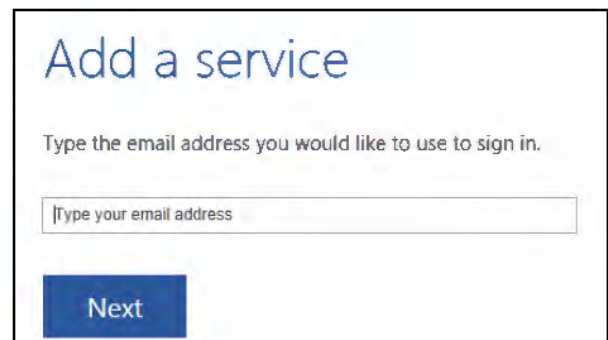 Add a service
Type the email address you would like to use to sign in.
Type your email address
Next